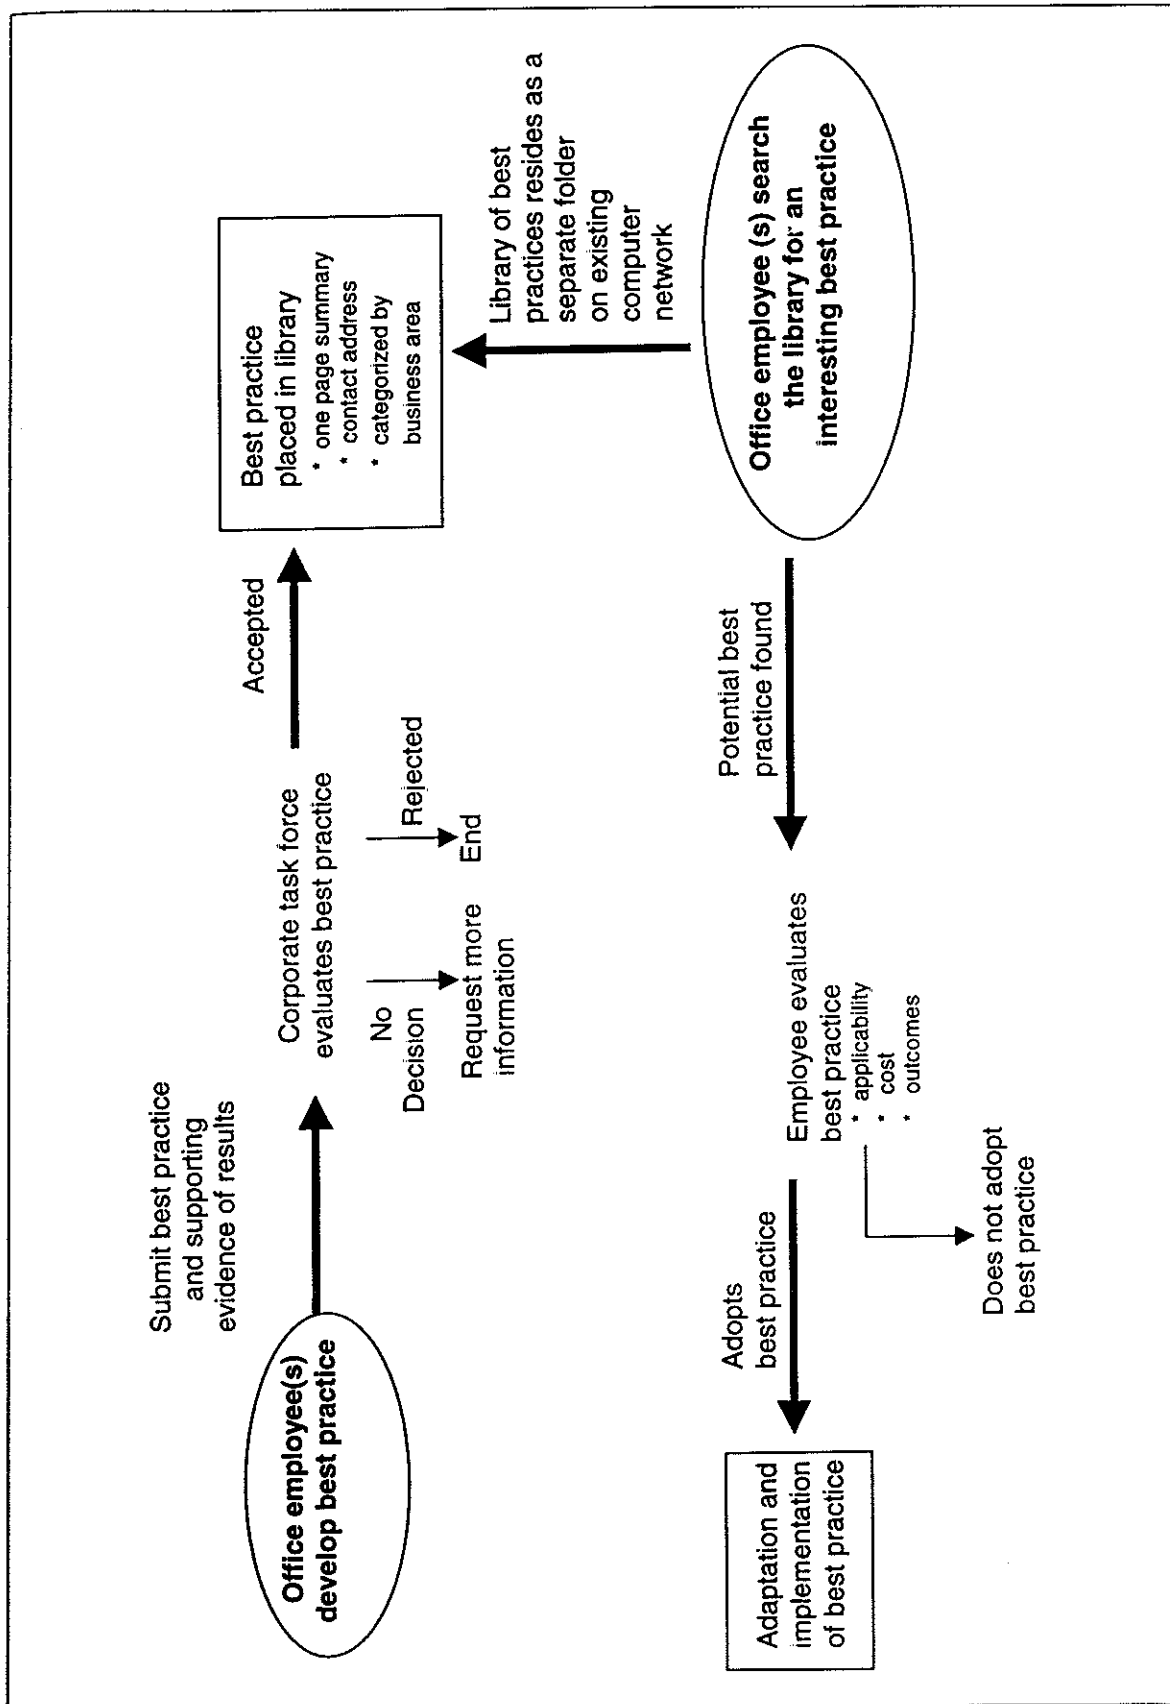 Submit best practice
and supporting
evidence of results
Office employee(s)
develop best practice
Corporate task force
evaluates best practice
No
Decision
Request more
information
Rejected
End
Accepted
Best practice
placed in library
* one page summary
* contact address
* categorized by
business area
Library of best
practices resides as a
separate folder
on existing
computer
network
Office employee (s) search
the library for an
interesting best practice
Potential best
practice found
Employee evaluates
best practice
* applicability
* cost
* outcomes
Does not adopt
best practice
Adopts
best practice
Adaptation and
implementation
of best practice